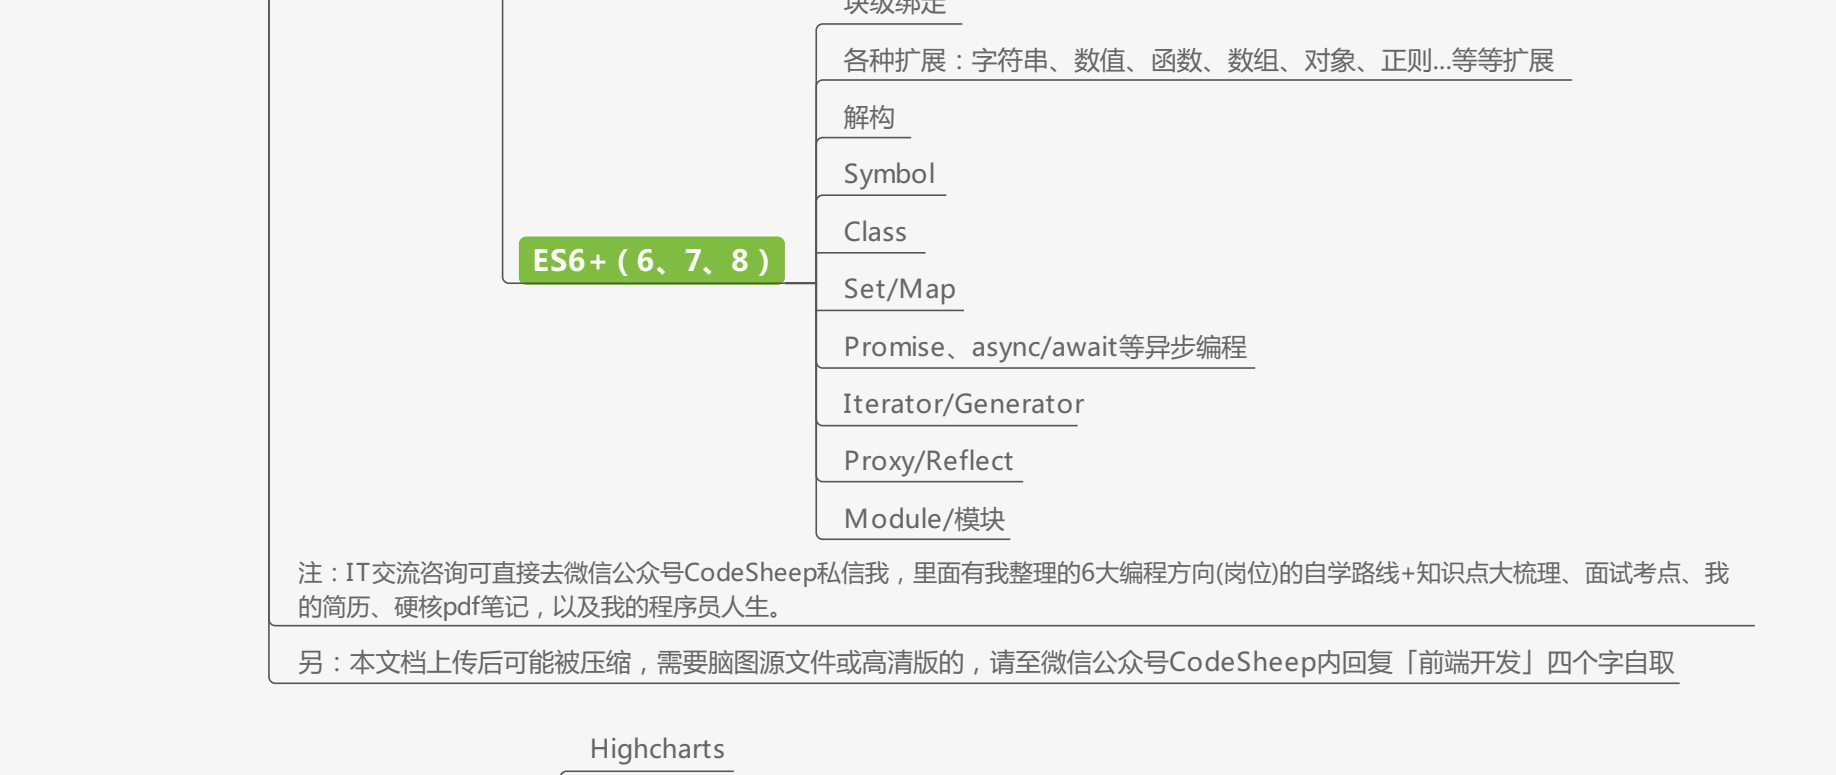 块级绑定
各种扩展：字符串、数值、函数、数组、对象、正则...等等扩展
解构
Symbol
Class
ES6+（6、7、8）
Set/Map
Promise、async/await等异步编程
Iterator/Generator
Proxy/Reflect
Module/模块
注：IT交流咨询可直接去微信公众号CodeSheep私信我，里面有我整理的6大编程方向(岗位)的自学路线+知识点大梳理、面试考点、我
的简历、硬核pdf笔记，以及我的程序员人生。
另：本文档上传后可能被压缩，需要脑图源文件或高清版的，请至微信公众号CodeSheep内回复「前端开发」四个字自取
Highcharts